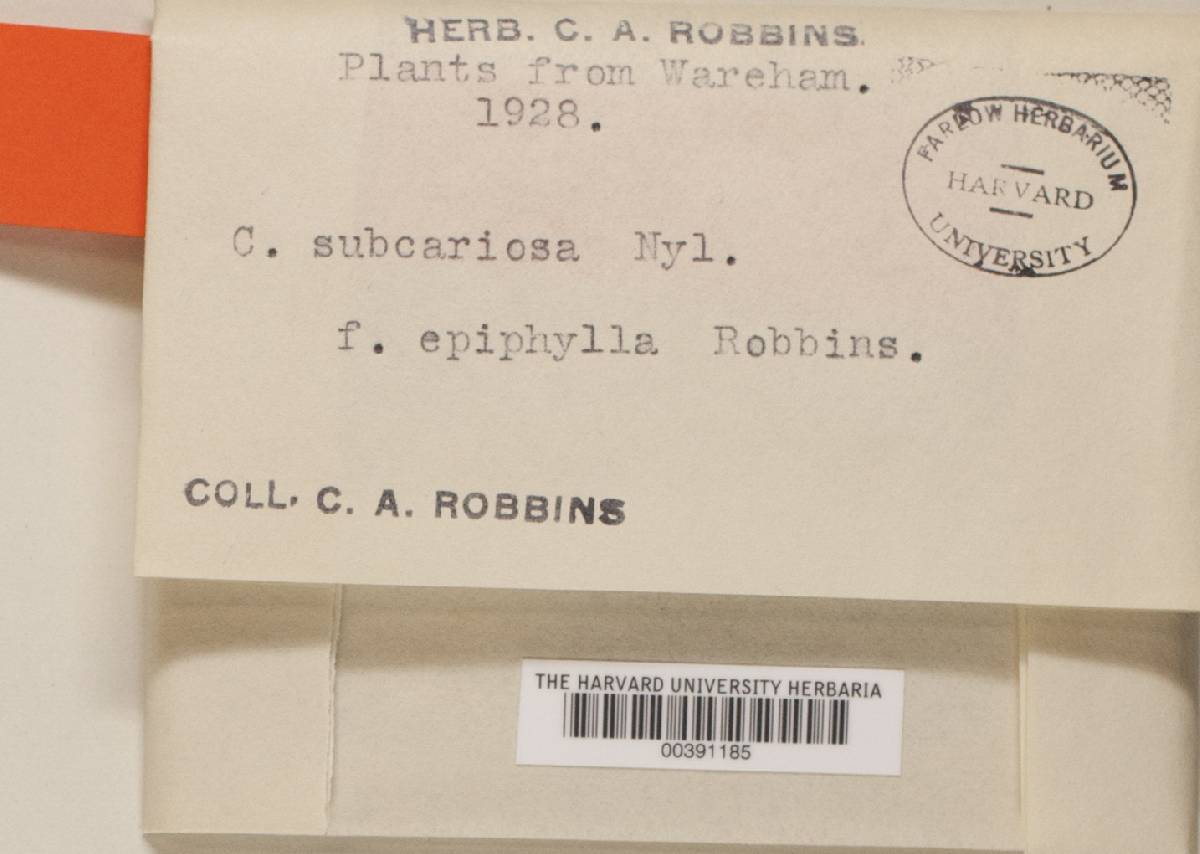 HERB. C. A. ROBBINS.
Plants from Wareham.
1928.
FARLOW HERBARIUM
HARVARD
UNIVERSITY
C. subcariosa Nyl.
f. epiphylla Robbins.
COLL. C. A. ROBBINS
THE HARVARD UNIVERSITY HERBARIA
00391185